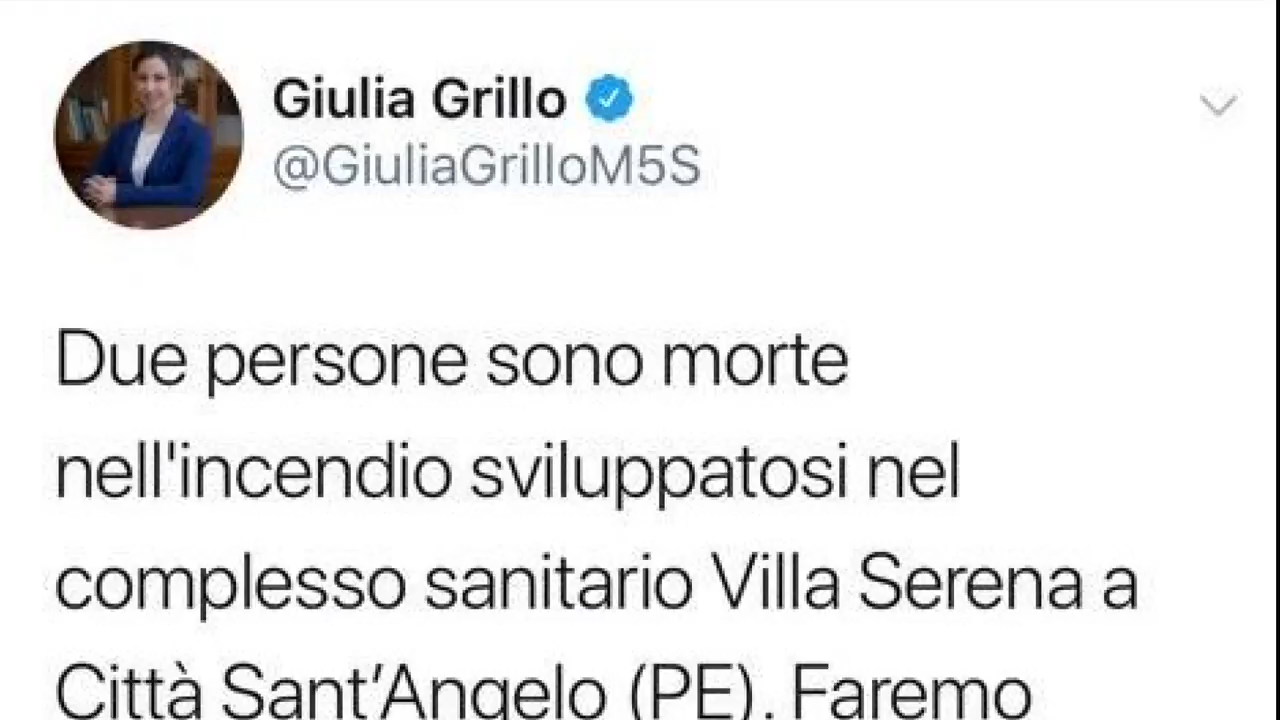 Giulia Grillo
@GiuliaGrilloM5S
Due persone sono morte
nell'incendio sviluppatosi nel
complesso sanitario Villa Serena a
Città Sant’Angelo (PE). Faremo